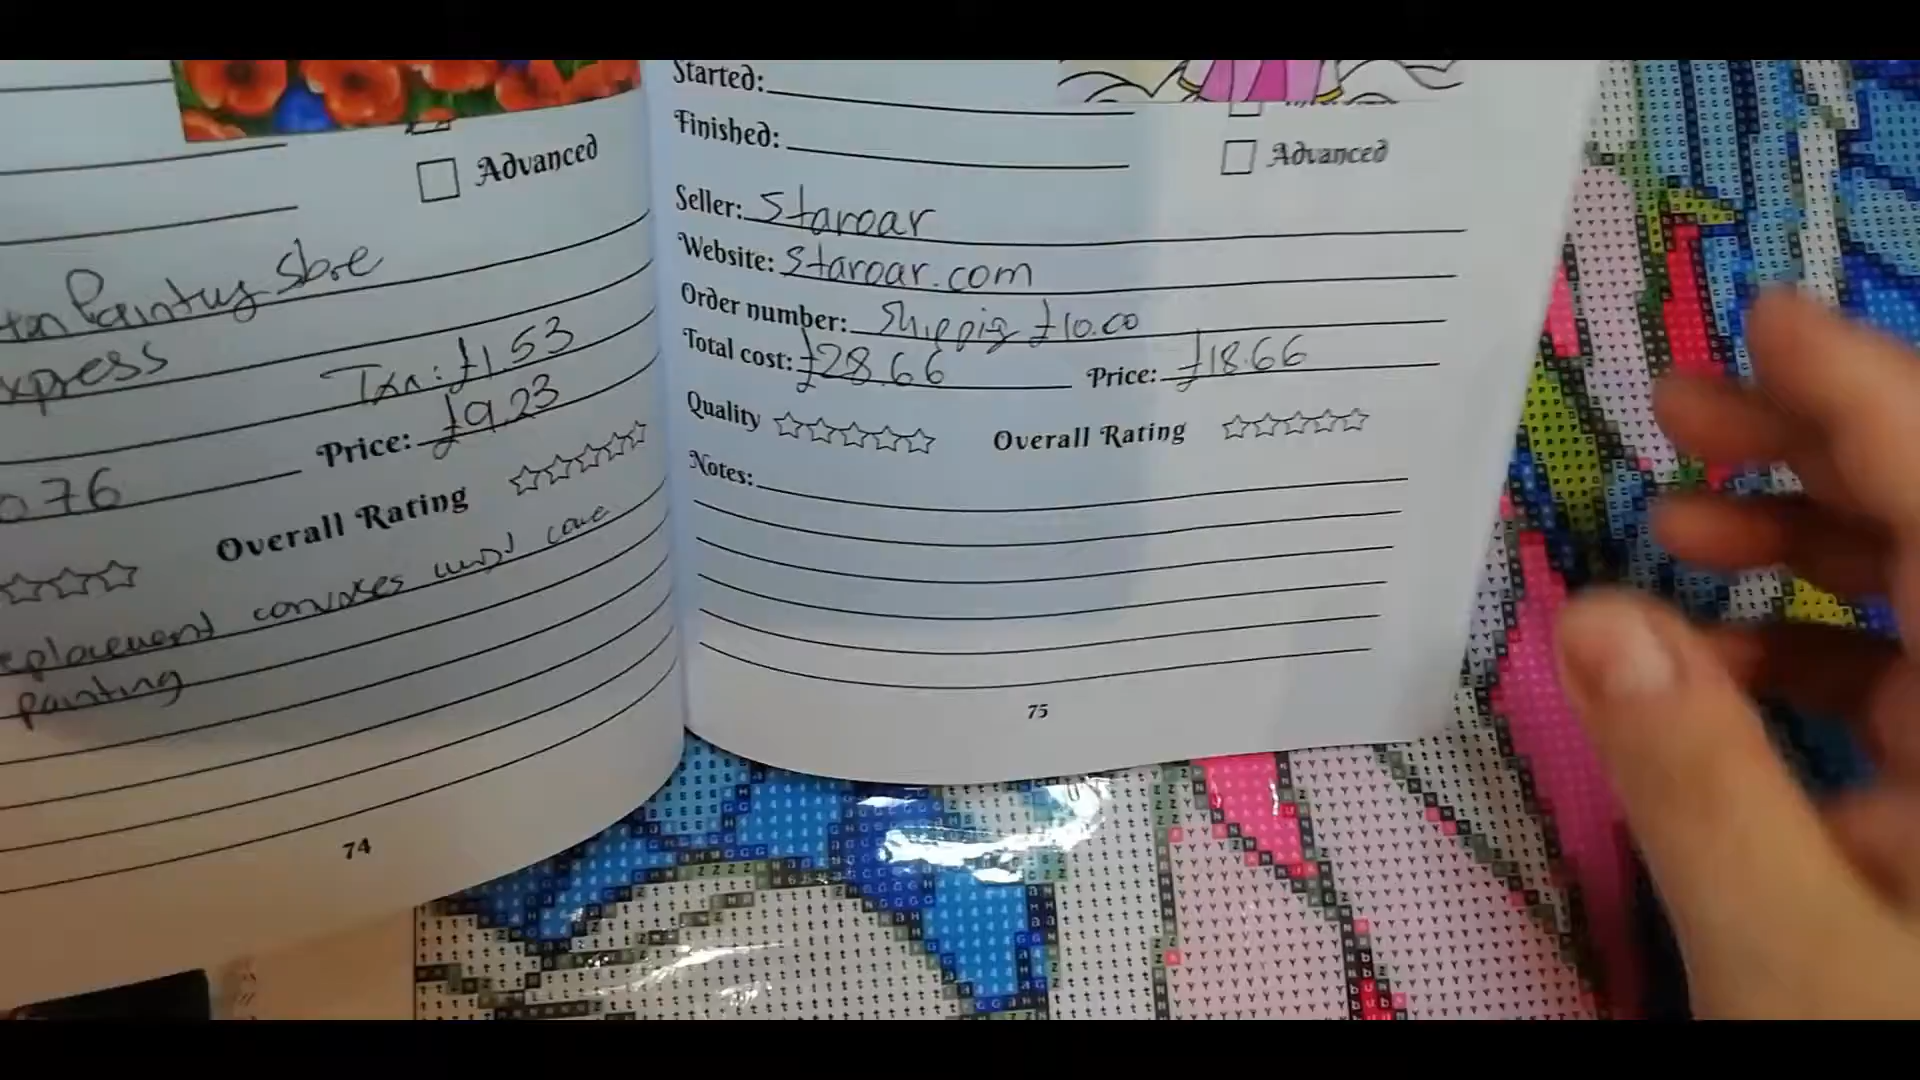 Advanced
Painting Store
xpress
Tax: £1.53
Price: £9.23
076
Overall Rating
eplacement canvases must have
painting
74
Started:
Finished:
Advanced
Seller: Staroar
Website: Staroar.com
Order number: Shipping £10.00
Total cost: £28.66 Price: £18.66
Quality Overall Rating
Notes:
75